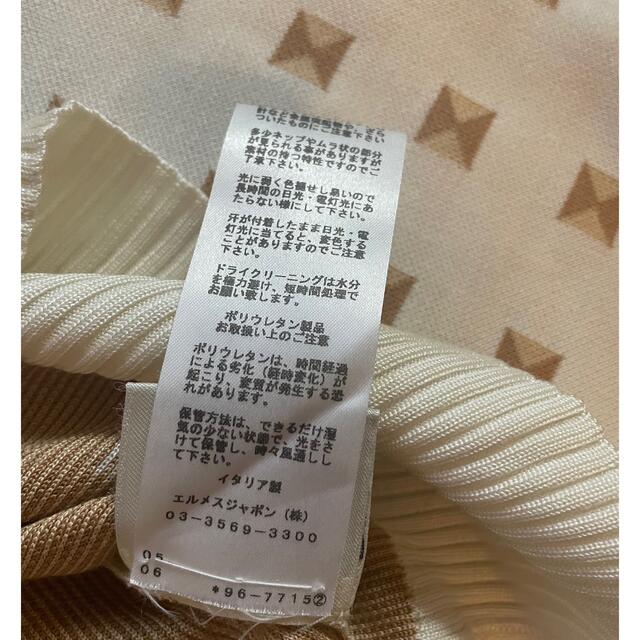 ついたものにご注意下さい
多少ネップやムラ状の部分
が見られる事がありますが
素材の持つ特性ですのでご
了承下さい。
光に弱く色褪せし易いので
長時間の日光・電灯光にあ
たらない様にして下さい。
汗が付着したまま日光・電
灯光に当てると、変色する
ことがありますのでご注意
下さい。
ドライクリーニングは水分
を極力避け、短時間処理で
お願い致します。
ポリウレタン製品
お取扱い上のご注意
ポリウレタンは、時間経過
による劣化（経時変化）が
起こり、変質が発生する恐
れがあります。
保管方法は、できるだけ湿
気の少ない状態で、光をさ
けて保管し、時々風通しし
て下さい。
イタリア製
エルメスジャポン（株）
03-3569-3300
05
06
*96-7715②